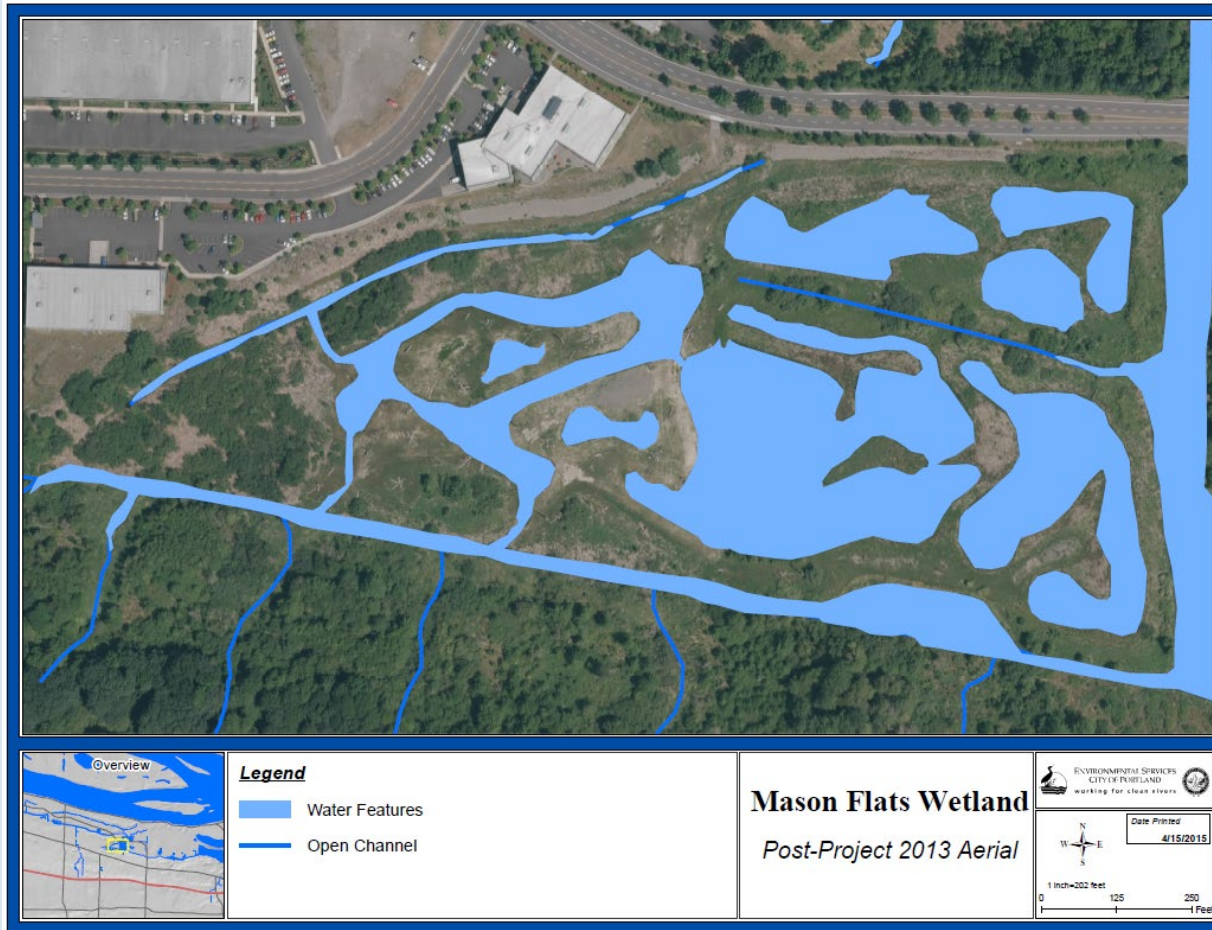 Overview
Legend
Water Features
Open Channel
Mason Flats Wetland
Post-Project 2013 Aerial
ENVIRONMENTAL SERVICES
CITY OF PORTLAND
working for clean rivers
N
W E
S
Date Printed
4/15/2015
1 inch=202 feet
0 125 250
Feet